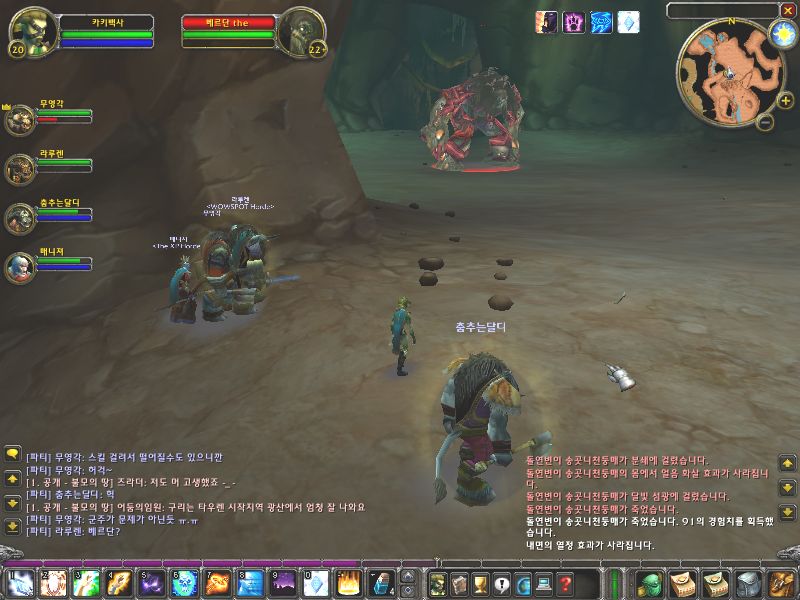 카키백사
20
베르단 the
22+
N
무영각
라루렌
춤추는달디
매니져
라루렌
<WOWSPOT Horde>
무영각
매니져
<The XP Horde
춤추는달디
[파티] 무영각: 스킬 걸려서 떨어질수도 있으니깐
[파티] 무영각: 허걱~
[1. 공개 - 불모의 땅] 즈라더: 저도 머 고생했죠 -_-
[파티] 춤추는달디: 헉
[1. 공개 - 불모의 땅] 어둠의임원: 구리는 타우렌 시작지역 광산에서 엄청 잘 나와요
[파티] 무영각: 군주가 문제가 아닌듯 ㅠ.ㅠ
[파티] 라루렌: 베르단?
돌연변이 송곳니천둥매가 분쇄에 걸렸습니다.
돌연변이 송곳니천둥매의 몸에서 얼음 화살 효과가 사라집니
다.
돌연변이 송곳니천둥매가 달빛 섬광에 걸렸습니다.
돌연변이 송곳니천둥매가 죽었습니다.
돌연변이 송곳니천둥매가 죽었습니다. 91의 경험치를 획득했
습니다.
내면의 열정 효과가 사라집니다.